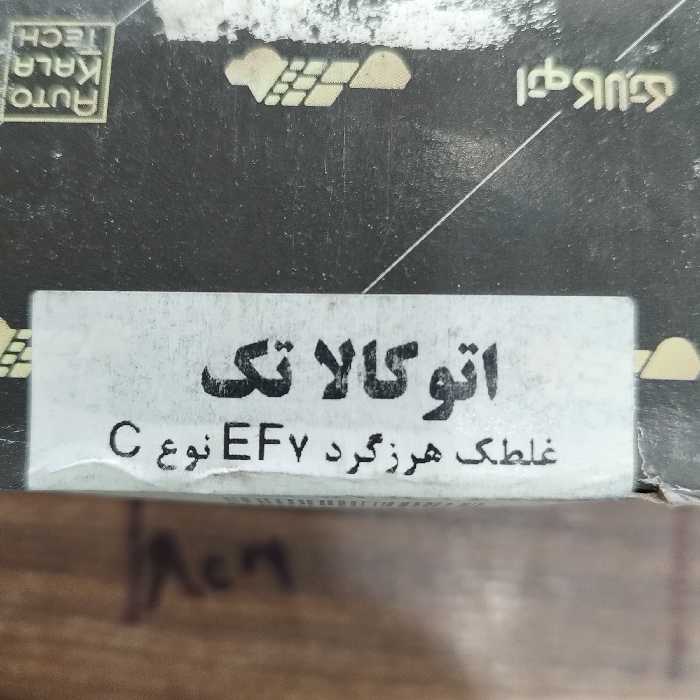 AUTO
KALA
TECH
اتوکالاتک
اتوکالا تک
غلطک هرزگرد EF۷ نوع C